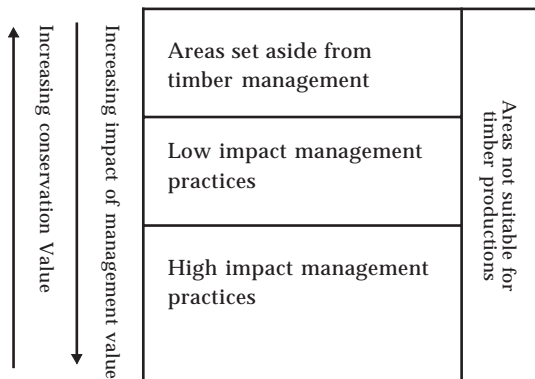 Increasing conservation Value
Increasing impact of management value
Areas set aside from
timber management
Low impact management
practices
High impact management
practices
Areas not suitable for
timber productions